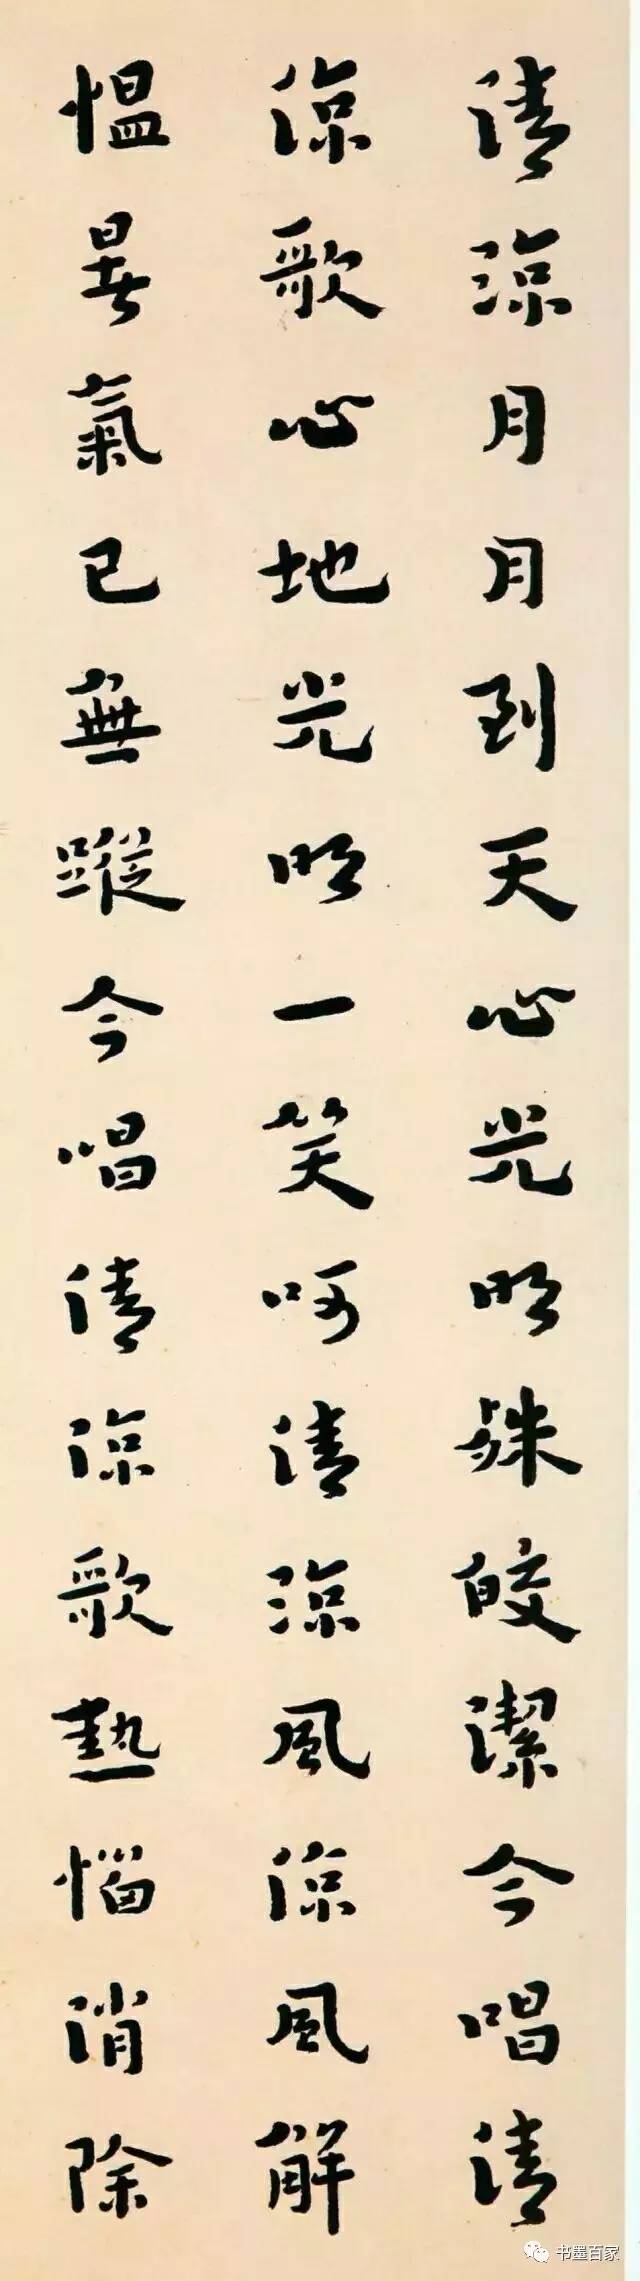 清涼月月到天心光明殊皎潔今唱清
涼歌心地光明一笑呵清涼風涼風解
愠暑氣已無蹤今唱清涼歌熱惱消除
书墨百家